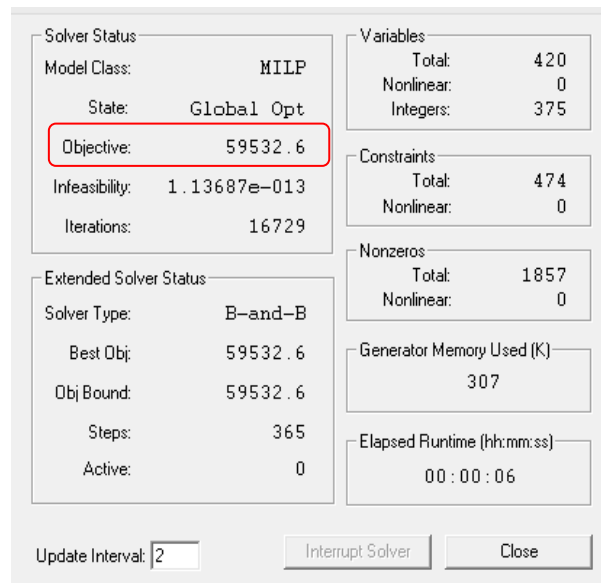 Solver Status
Model Class: MILP
State: Global Opt
Objective: 59532.6
Infeasibility: 1.13687e-013
Iterations: 16729
Extended Solver Status
Solver Type: B-and-B
Best Obj: 59532.6
Obj Bound: 59532.6
Steps: 365
Active: 0
Variables
Total: 420
Nonlinear: 0
Integers: 375
Constraints
Total: 474
Nonlinear: 0
Nonzeros
Total: 1857
Nonlinear: 0
Generator Memory Used (K)
307
Elapsed Runtime (hh:mm:ss)
00:00:06
Update Interval: 2
Interrupt Solver
Close